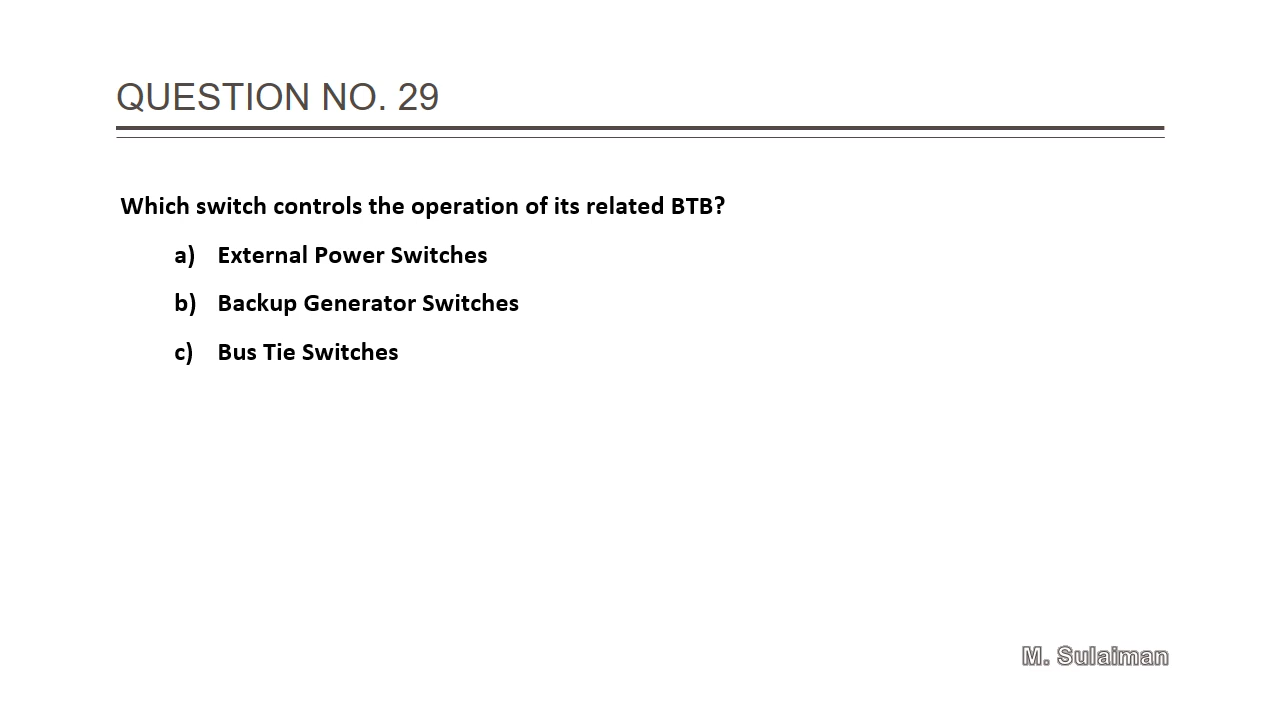 QUESTION NO. 29
Which switch controls the operation of its related BTB?
a) External Power Switches
b) Backup Generator Switches
c) Bus Tie Switches
M. Sulaiman